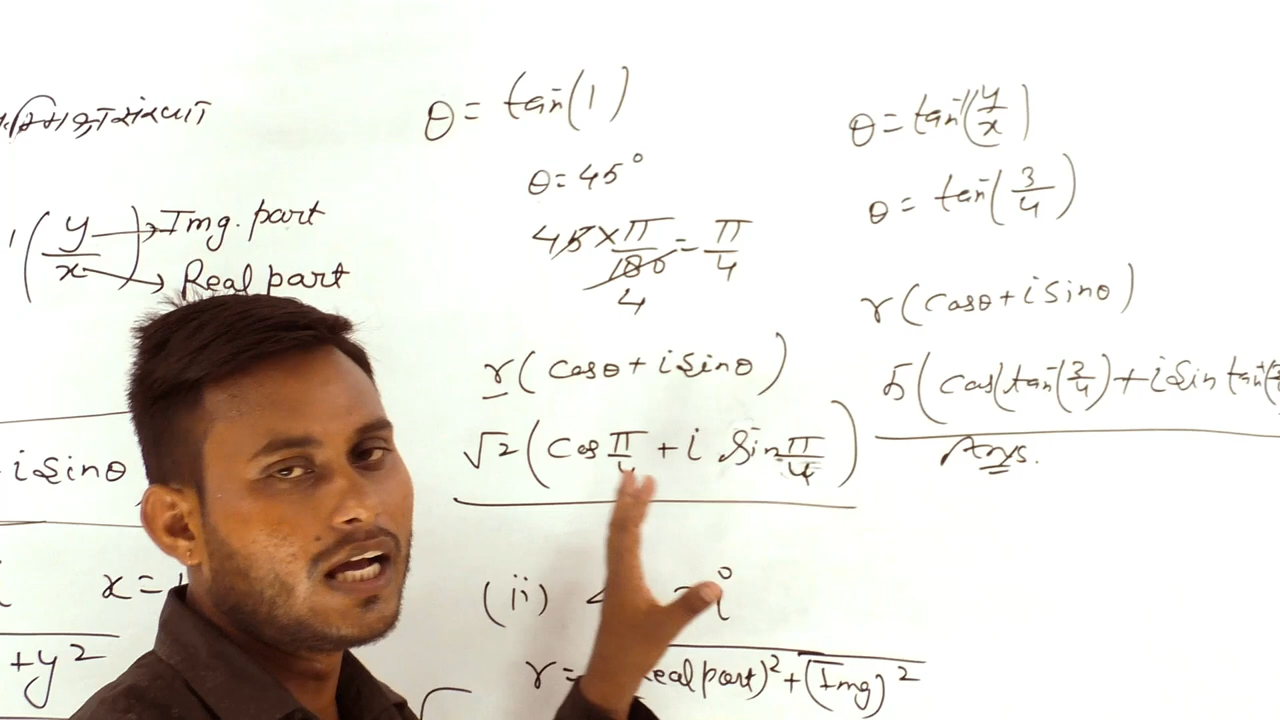 θ = tan⁻(1)
θ = 45°
45 × π/180 = π/4
4
r(cosθ + i sinθ)
√2(cos π/4 + i sin π/4)
(y/x) → Img. part
→ Real part
i sinθ
x =
+ y²
(ii)
i
real part)² + (Img)²
θ = tan⁻¹(y/x)
θ = tan⁻(3/4)
r(cosθ + i sinθ)
5(cos(tan⁻(3/4) + i sin tan⁻¹(3
Ans.